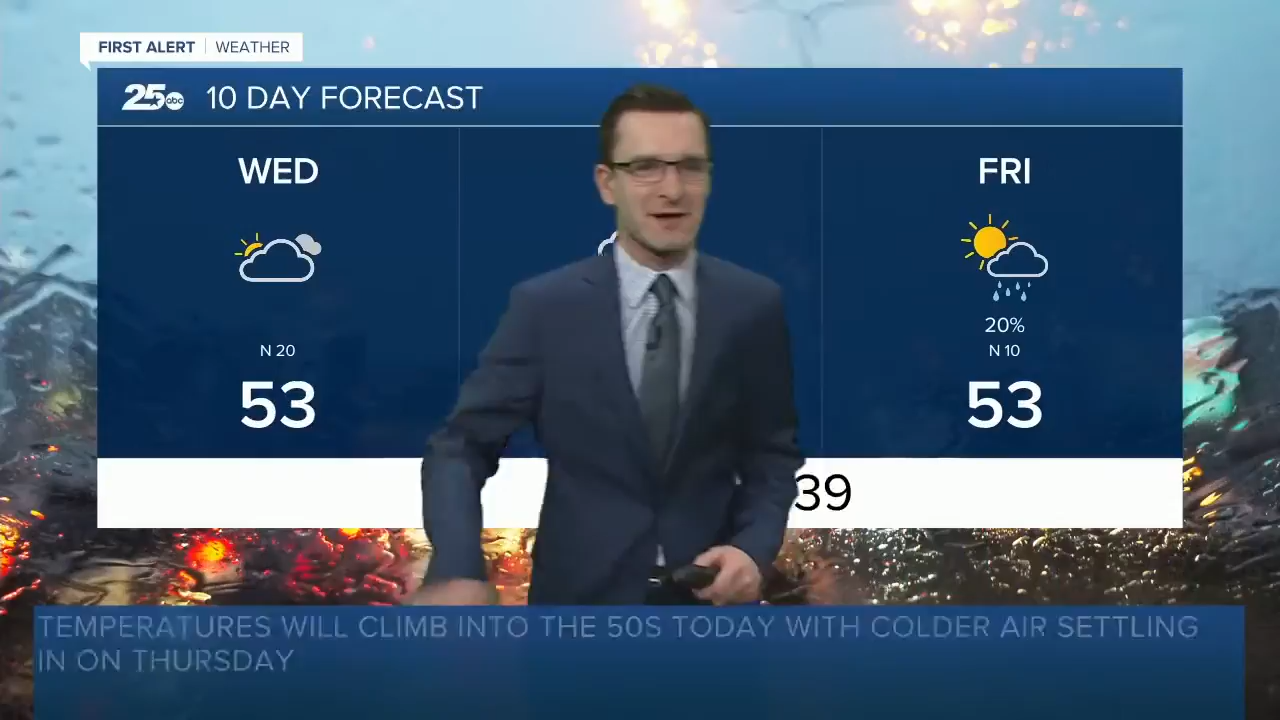 FIRST ALERT | WEATHER
25 abc 10 DAY FORECAST
WED
FRI
20%
N 20
N 10
53
53
39
TEMPERATURES WILL CLIMB INTO THE 50S TODAY WITH COLDER AIR SETTLING
IN ON THURSDAY